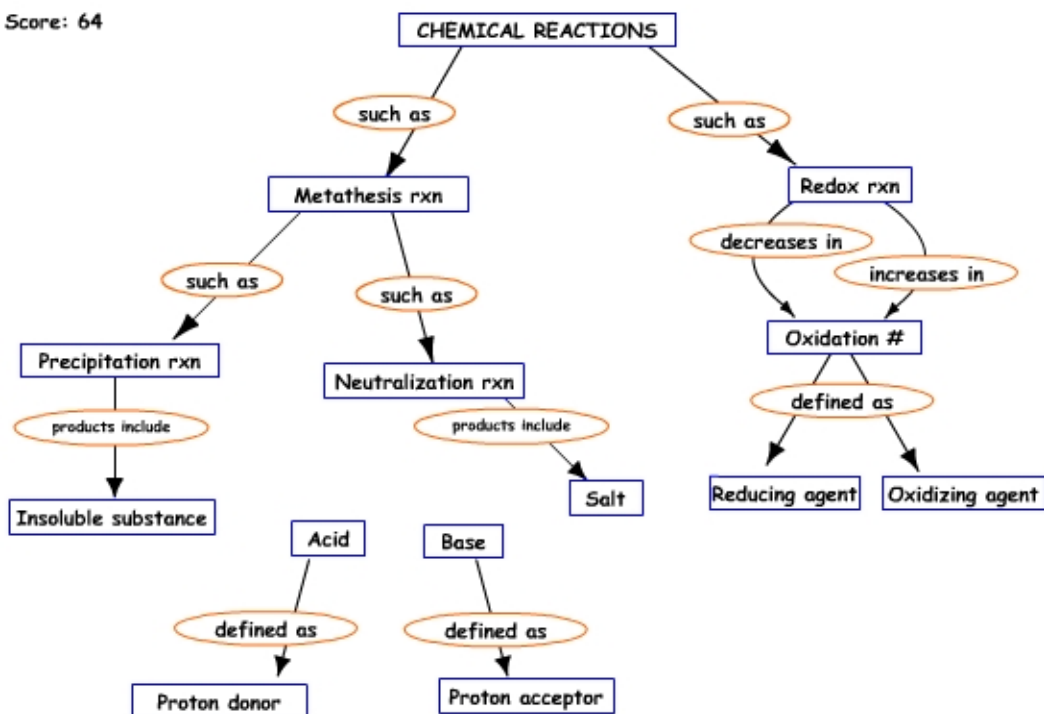 Score: 64
CHEMICAL REACTIONS
such as
such as
Metathesis rxn
Redox rxn
decreases in
increases in
such as
such as
Oxidation #
Precipitation rxn
Neutralization rxn
defined as
products include
products include
Reducing agent
Oxidizing agent
Salt
Insoluble substance
Acid
Base
defined as
defined as
Proton donor
Proton acceptor